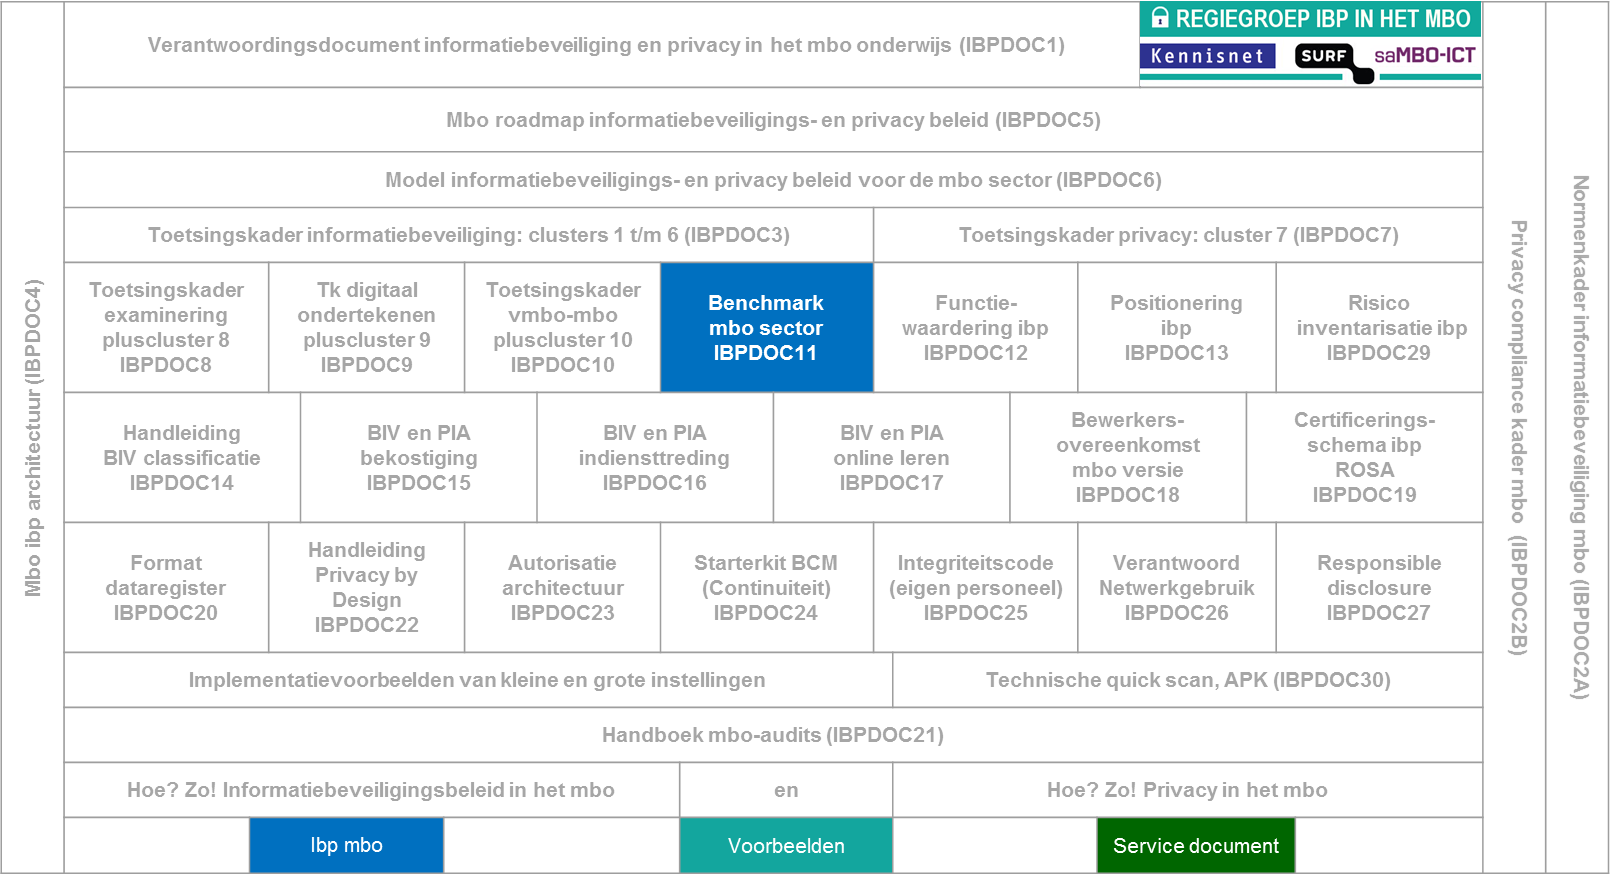 Verantwoordingsdocument informatiebeveiliging en privacy in het mbo onderwijs (IBPDOC1)
REGIEGROEP IBP IN HET MBO
Kennisnet
SURF
saMBO-ICT
Mbo roadmap informatiebeveiligings- en privacy beleid (IBPDOC5)
Model informatiebeveiligings- en privacy beleid voor de mbo sector (IBPDOC6)
Toetsingskader informatiebeveiliging: clusters 1 t/m 6 (IBPDOC3)
Toetsingskader privacy: cluster 7 (IBPDOC7)
Toetsingskader
examinering
pluscluster 8
IBPDOC8
Tk digitaal
ondertekenen
pluscluster 9
IBPDOC9
Toetsingskader
vmbo-mbo
pluscluster 10
IBPDOC10
Benchmark
mbo sector
IBPDOC11
Functie-
waardering ibp
IBPDOC12
Positionering
ibp
IBPDOC13
Risico
inventarisatie ibp
IBPDOC29
Handleiding
BIV classificatie
IBPDOC14
BIV en PIA
bekostiging
IBPDOC15
BIV en PIA
indiensttreding
IBPDOC16
BIV en PIA
online leren
IBPDOC17
Bewerkers-
overeenkomst
mbo versie
IBPDOC18
Certificerings-
schema ibp
ROSA
IBPDOC19
Format
dataregister
IBPDOC20
Handleiding
Privacy by
Design
IBPDOC22
Autorisatie
architectuur
IBPDOC23
Starterkit BCM
(Continuiteit)
IBPDOC24
Integriteitscode
(eigen personeel)
IBPDOC25
Verantwoord
Netwerkgebruik
IBPDOC26
Responsible
disclosure
IBPDOC27
Implementatievoorbeelden van kleine en grote instellingen
Technische quick scan, APK (IBPDOC30)
Handboek mbo-audits (IBPDOC21)
Hoe? Zo! Informatiebeveiligingsbeleid in het mbo
en
Hoe? Zo! Privacy in het mbo
Ibp mbo
Voorbeelden
Service document
Mbo ibp architectuur (IBPDOC4)
Privacy compliance kader mbo (IBPDOC2B)
Normenkader informatiebeveiliging mbo (IBPDOC2A)